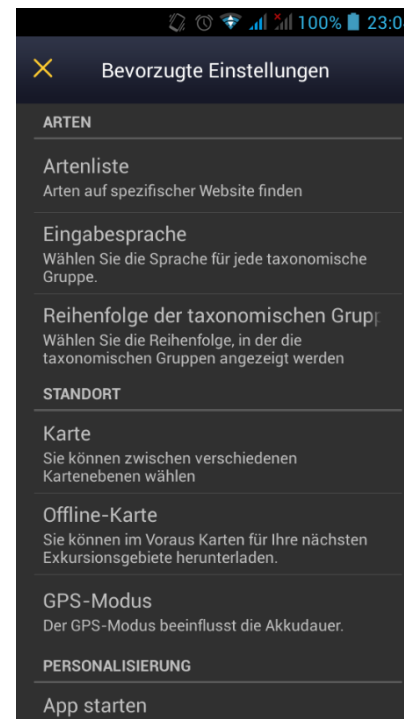 100% 23:0
Bevorzugte Einstellungen
ARTEN
Artenliste
Arten auf spezifischer Website finden
Eingabesprache
Wählen Sie die Sprache für jede taxonomische
Gruppe.
Reihenfolge der taxonomischen Grupp
Wählen Sie die Reihenfolge, in der die
taxonomischen Gruppen angezeigt werden
STANDORT
Karte
Sie können zwischen verschiedenen
Kartenebenen wählen
Offline-Karte
Sie können im Voraus Karten für Ihre nächsten
Exkursionsgebiete herunterladen.
GPS-Modus
Der GPS-Modus beeinflusst die Akkudauer.
PERSONALISIERUNG
App starten